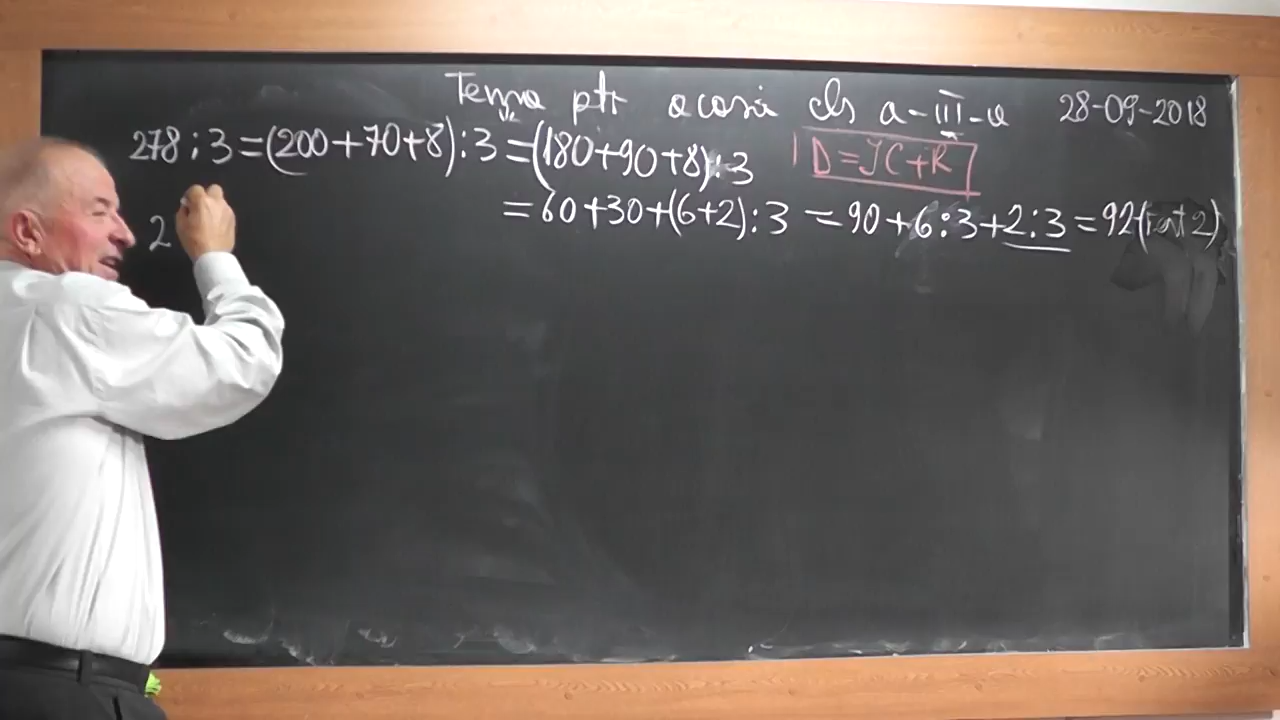 Tema ptr acasă cls a-III-a 28-09-2018
278:3=(200+70+8):3=(180+90+8):3 D=ÎC+R
=60+30+(6+2):3=90+6:3+2:3=92(rest 2)
2